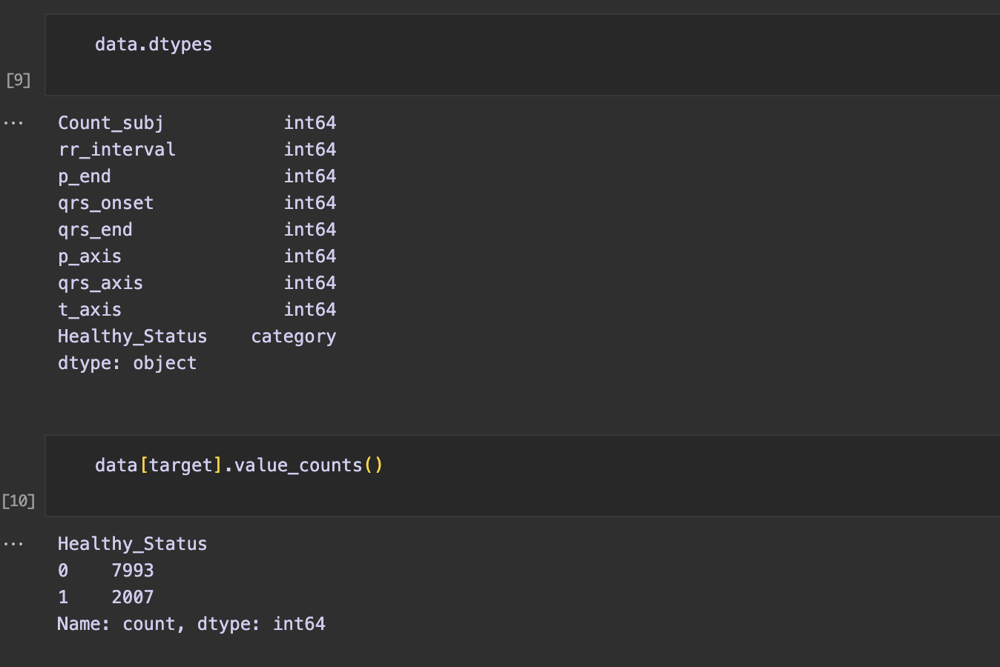 data.dtypes
[9]
...
Count_subj int64
rr_interval int64
p_end int64
qrs_onset int64
qrs_end int64
p_axis int64
qrs_axis int64
t_axis int64
Healthy_Status category
dtype: object
data[target].value_counts()
[10]
...
Healthy_Status
0 7993
1 2007
Name: count, dtype: int64